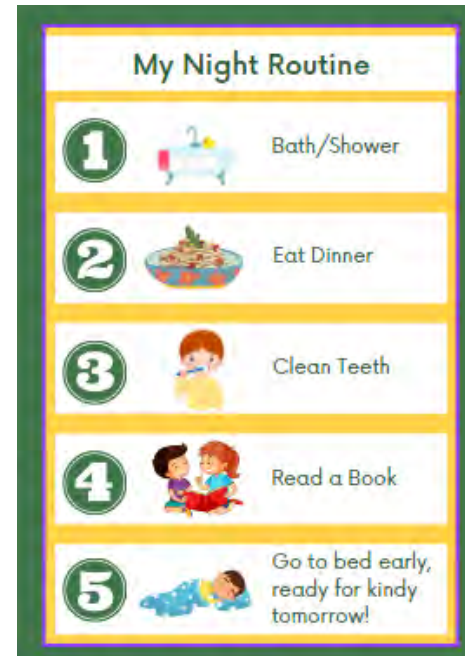 My Night Routine
1
Bath/Shower
2
Eat Dinner
3
Clean Teeth
4
Read a Book
5
Go to bed early,
ready for kindy
tomorrow!